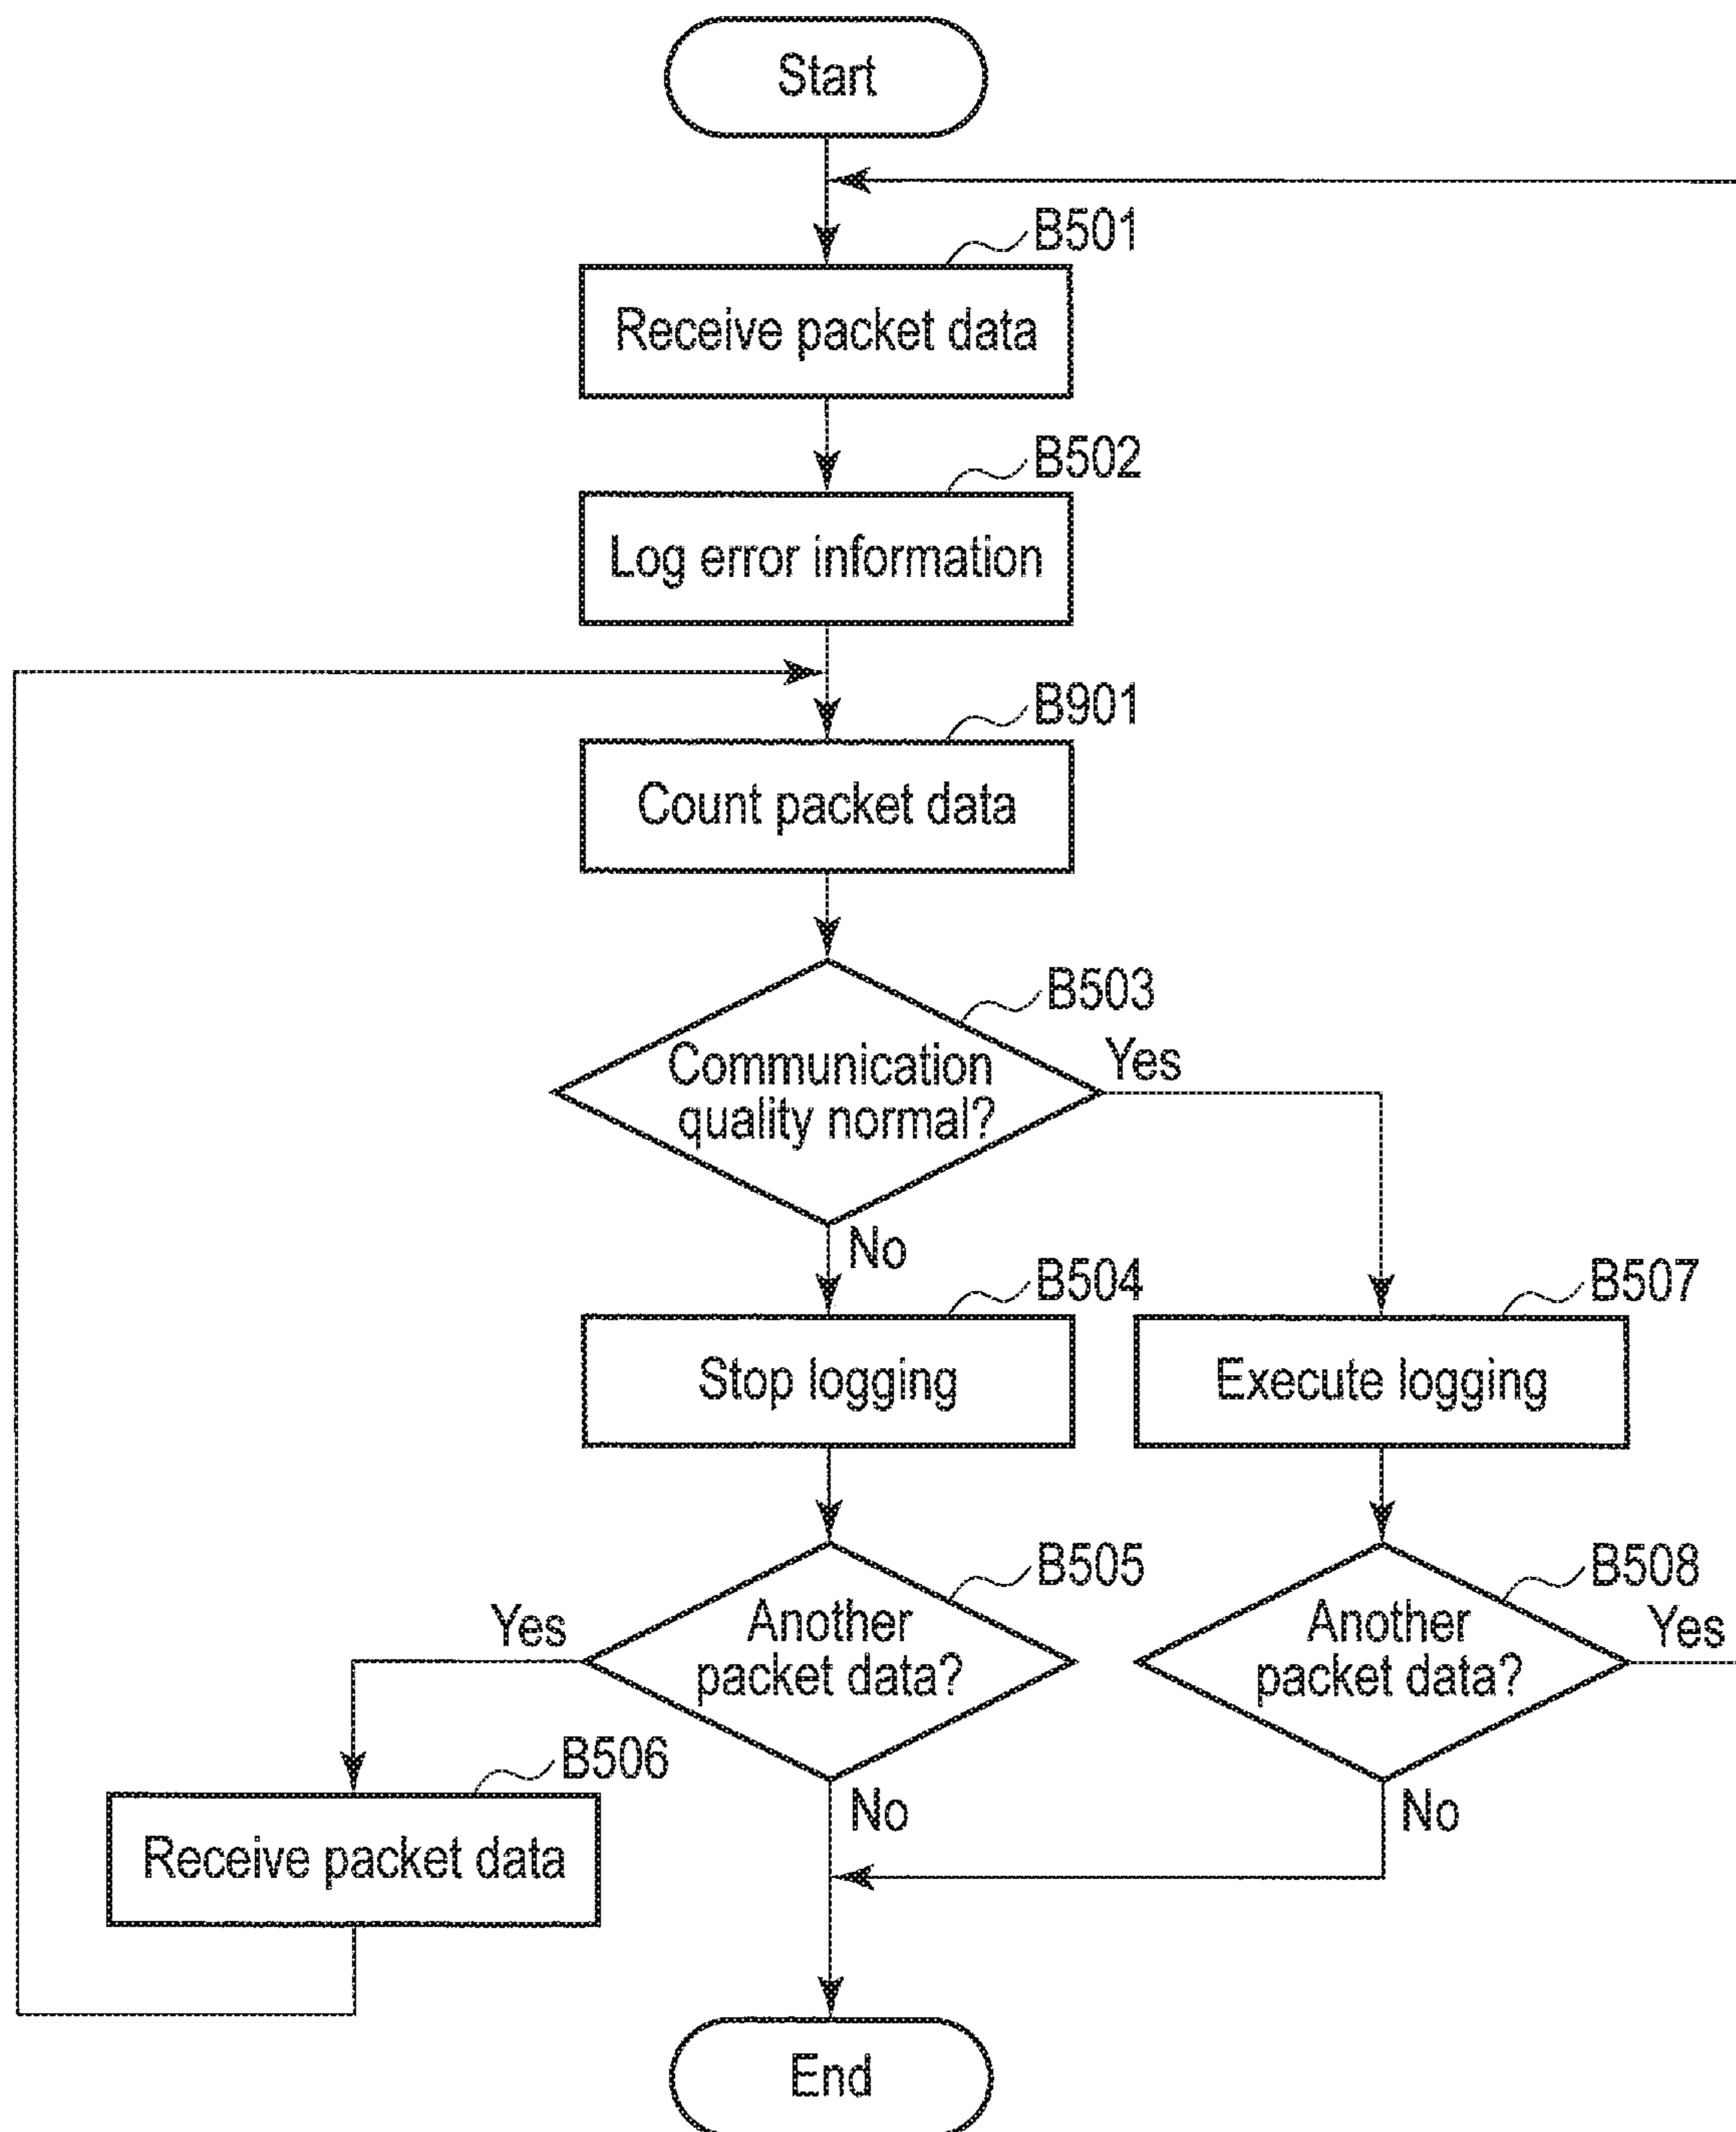 Start
B501
Receive packet data
B502
Log error information
B901
Count packet data
B503
Communication
quality normal?
Yes
No
B504
Stop logging
B507
Execute logging
B505
Another
packet data?
Yes
No
B508
Another
packet data?
Yes
No
B506
Receive packet data
End